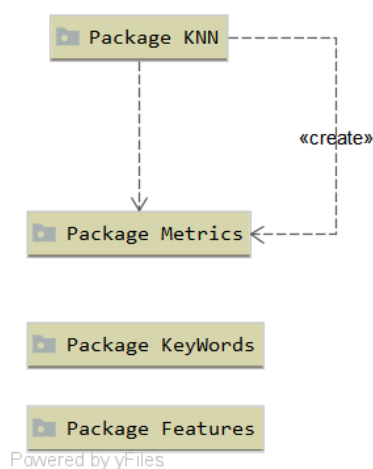 Package KNN
«create»
Package Metrics
Package KeyWords
Package Features
Powered by yFiles